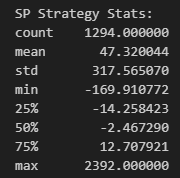 SP Strategy Stats:
count    1294.000000
mean       47.320044
std       317.565070
min      -169.910772
25%       -14.258423
50%        -2.467290
75%        12.707921
max      2392.000000